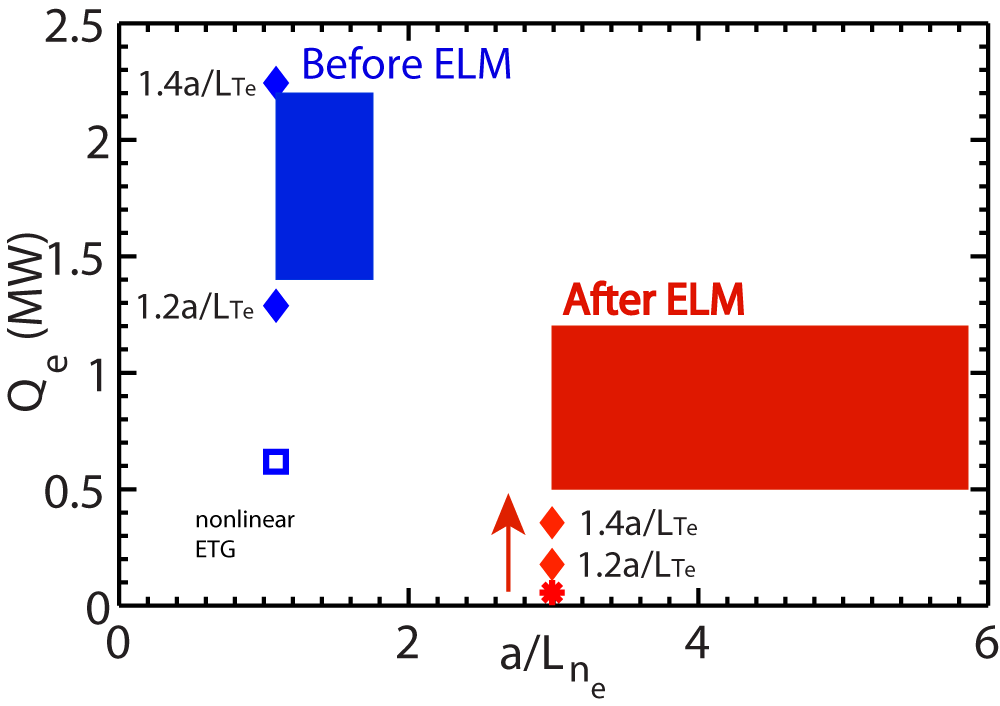 2.5
Before ELM
1.4a/LTe
2
1.5
1.2a/LTe
After ELM
Qe (MW)
1
0.5
nonlinear
ETG
1.4a/LTe
1.2a/LTe
0
0 2 4 6
a/Lne